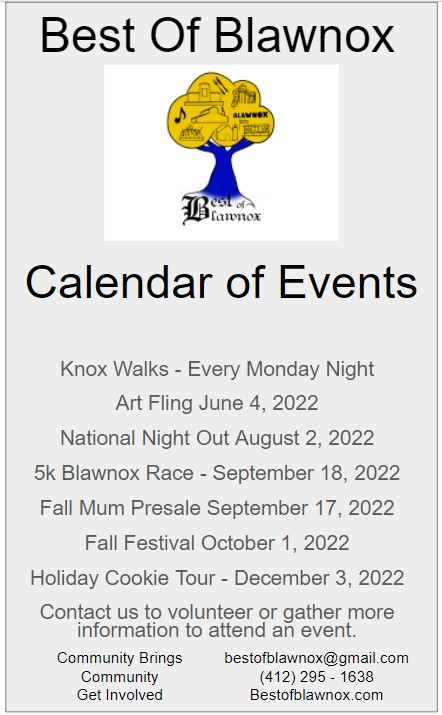 Best Of Blawnox
BLAWNOX
Best of
Blawnox
Calendar of Events
Knox Walks - Every Monday Night
Art Fling June 4, 2022
National Night Out August 2, 2022
5k Blawnox Race - September 18, 2022
Fall Mum Presale September 17, 2022
Fall Festival October 1, 2022
Holiday Cookie Tour - December 3, 2022
Contact us to volunteer or gather more
information to attend an event.
Community Brings
Community
Get Involved
bestofblawnox@gmail.com
(412) 295 - 1638
Bestofblawnox.com